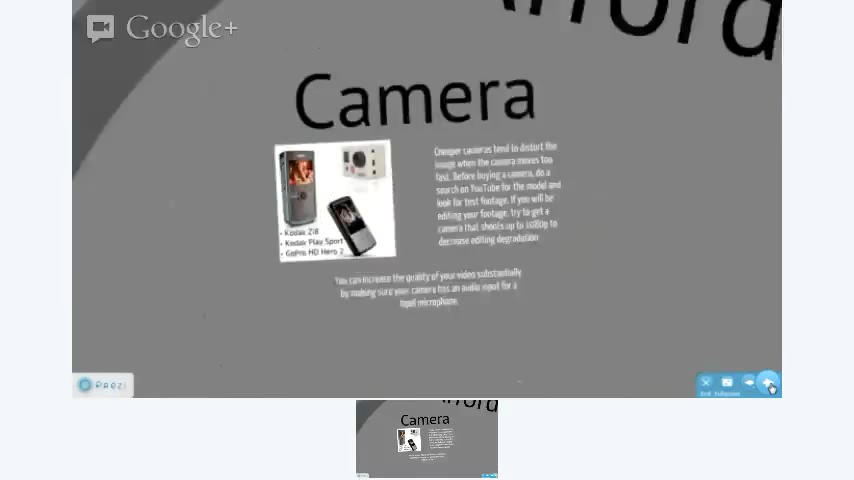 Google+
Camera
Cheaper cameras tend to distort the
image when the camera moves too
fast. Before buying a camera, do a
search on YouTube for the model and
look for test footage. If you will be
editing your footage, try to get a
camera that shoots up to 1080p to
decrease editing degradation
• Kodak Zi8
• Kodak Play Sport
• GoPro HD Hero 2
You can increase the quality of your video substantially
by making sure your camera has an audio input for a
lapel microphone.
Prezi
Camera